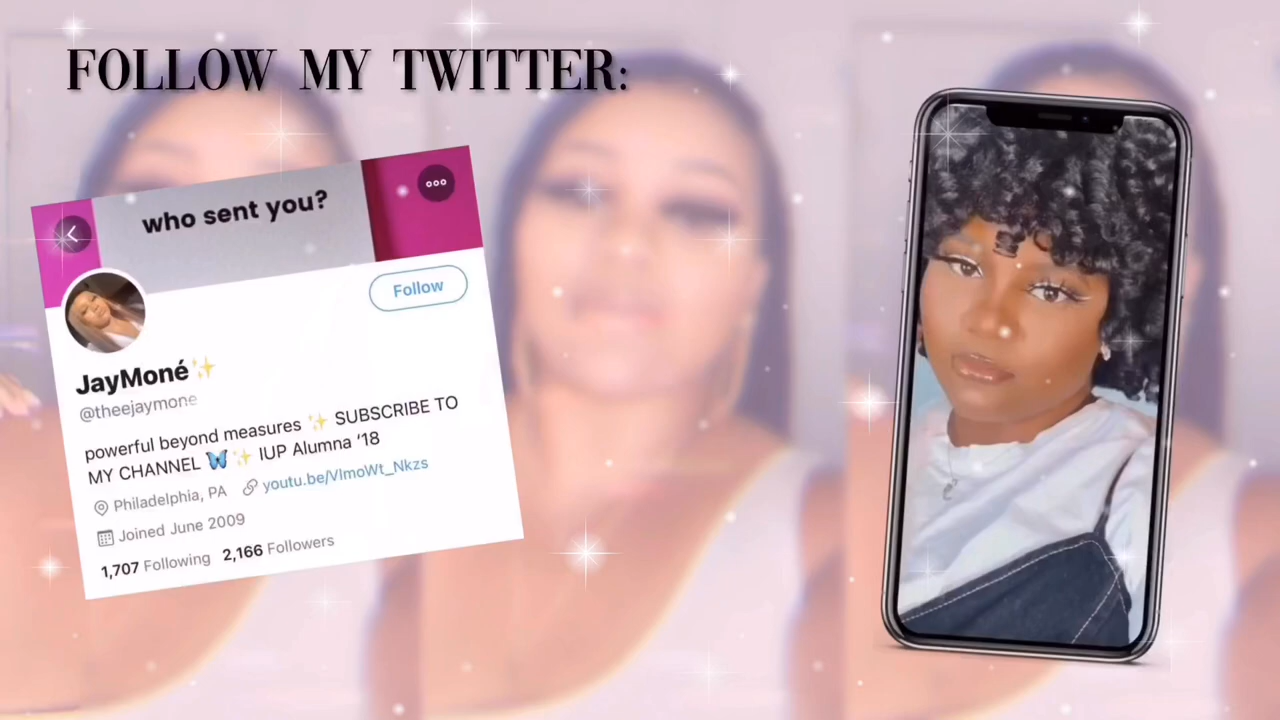 FOLLOW MY TWITTER:
who sent you?
Follow
JayMoné✨
@theejaymone
powerful beyond measures ✨ SUBSCRIBE TO
MY CHANNEL 🦋✨ IUP Alumna ‘18
Philadelphia, PA youtu.be/VlmoWt_Nkzs
Joined June 2009
1,707 Following 2,166 Followers